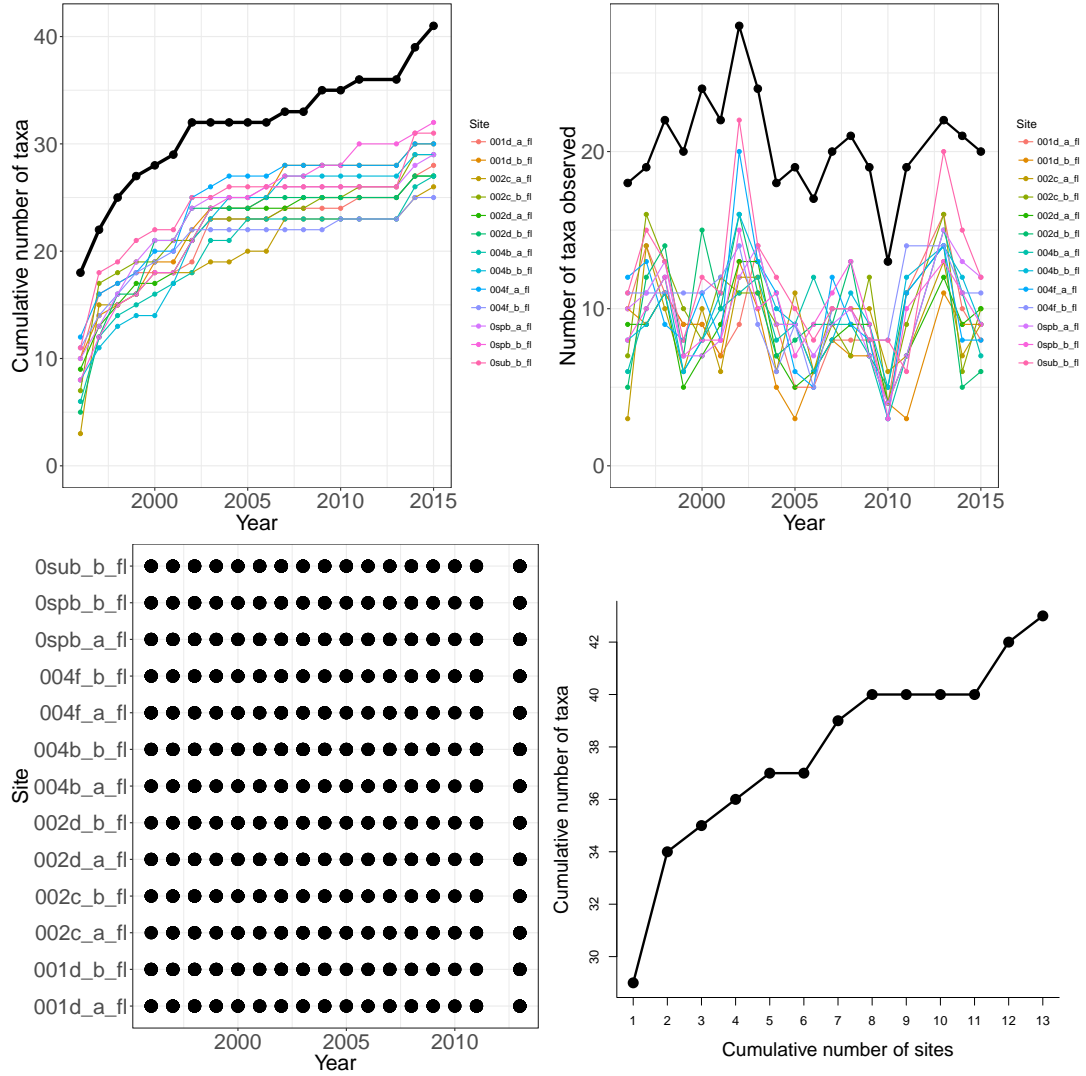 Cumulative number of taxa
40
30
20
10
0
2000 2005 2010 2015
Year
Site
001d_a_fl
001d_b_fl
002c_a_fl
002c_b_fl
002d_a_fl
002d_b_fl
004b_a_fl
004b_b_fl
004f_a_fl
004f_b_fl
0spb_a_fl
0spb_b_fl
0sub_b_fl
Number of taxa observed
20
10
0
2000 2005 2010 2015
Year
Site
001d_a_fl
001d_b_fl
002c_a_fl
002c_b_fl
002d_a_fl
002d_b_fl
004b_a_fl
004b_b_fl
004f_a_fl
004f_b_fl
0spb_a_fl
0spb_b_fl
0sub_b_fl
Site
0sub_b_fl
0spb_b_fl
0spb_a_fl
004f_b_fl
004f_a_fl
004b_b_fl
004b_a_fl
002d_b_fl
002d_a_fl
002c_b_fl
002c_a_fl
001d_b_fl
001d_a_fl
2000 2005 2010
Year
Cumulative number of taxa
42
40
38
36
34
32
30
1 2 3 4 5 6 7 8 9 10 11 12 13
Cumulative number of sites